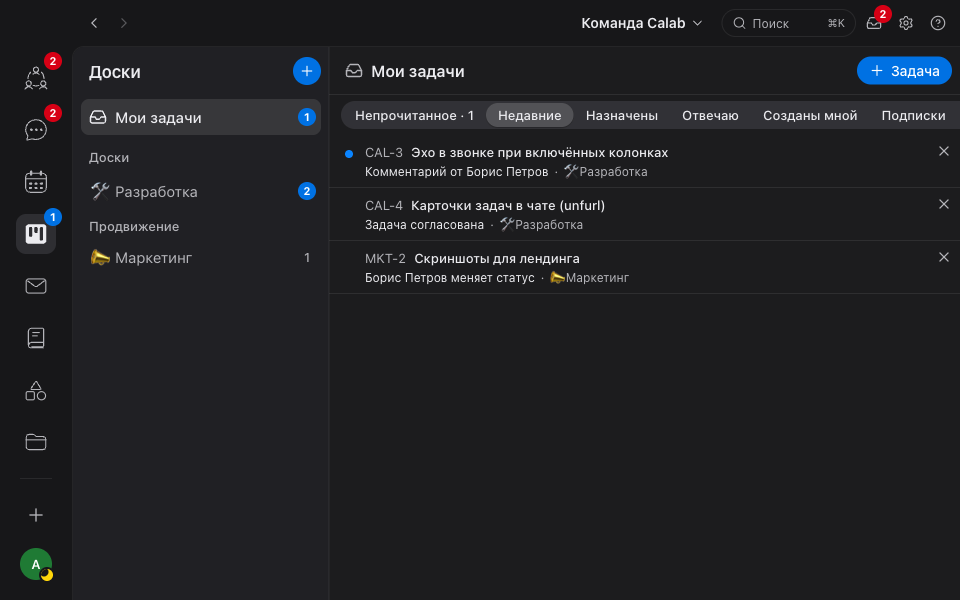 Команда Calab
Поиск
⌘K
2
2
2
1
A
Доски
Мои задачи
1
Доски
Разработка
2
Продвижение
Маркетинг
1
Мои задачи
Задача
Непрочитанное · 1
Недавние
Назначены
Отвечаю
Созданы мной
Подписки
CAL-3 Эхо в звонке при включённых колонках
Комментарий от Борис Петров · Разработка
CAL-4 Карточки задач в чате (unfurl)
Задача согласована · Разработка
MKT-2 Скриншоты для лендинга
Борис Петров меняет статус · Маркетинг